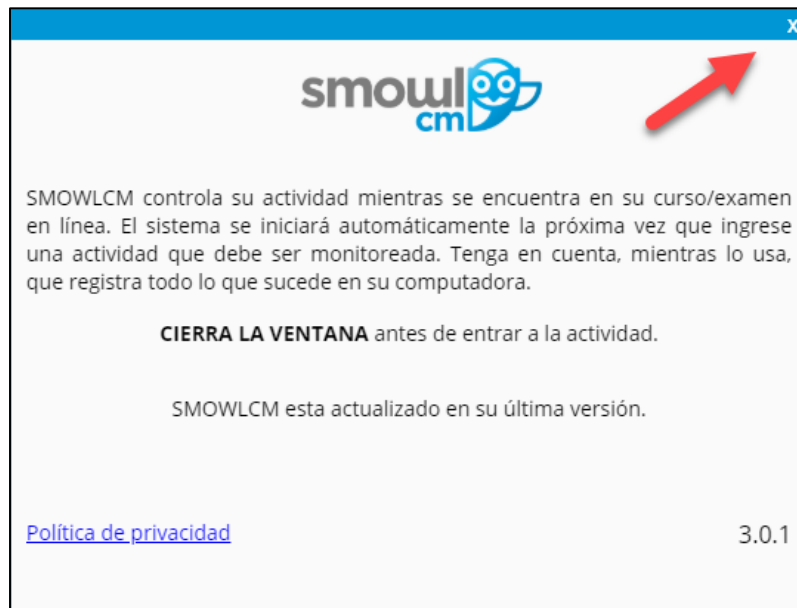 X
smowl
cm
SMOWLCM controla su actividad mientras se encuentra en su curso/examen
en línea. El sistema se iniciará automáticamente la próxima vez que ingrese
una actividad que debe ser monitoreada. Tenga en cuenta, mientras lo usa,
que registra todo lo que sucede en su computadora.
CIERRA LA VENTANA antes de entrar a la actividad.
SMOWLCM esta actualizado en su última versión.
Política de privacidad 3.0.1